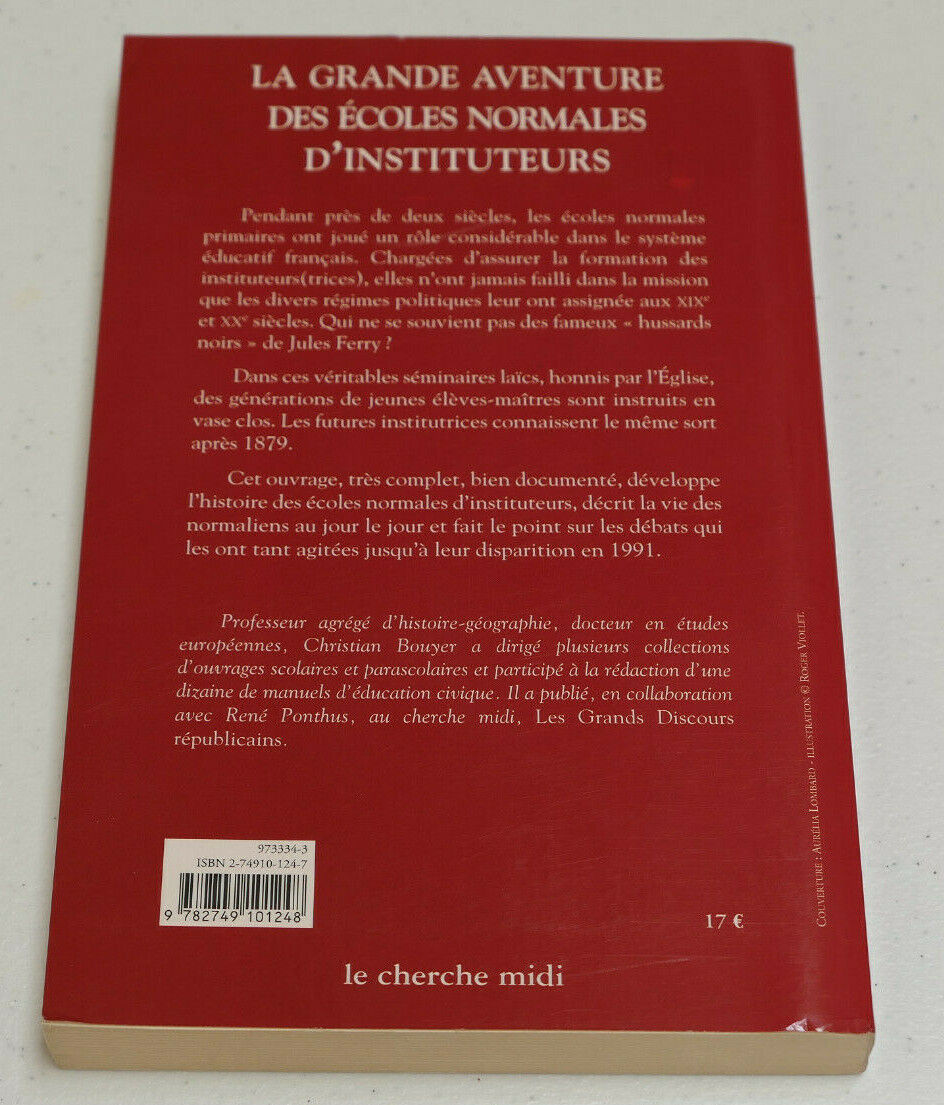 LA GRANDE AVENTURE
DES ÉCOLES NORMALES
D'INSTITUTEURS
Pendant près de deux siècles, les écoles normales
primaires ont joué un rôle considérable dans le système
éducatif français. Chargées d'assurer la formation des
instituteurs(trices), elles n'ont jamais failli dans la mission
que les divers régimes politiques leur ont assignée aux XIXe
et XXe siècles. Qui ne se souvient pas des fameux « hussards
noirs » de Jules Ferry ?
Dans ces véritables séminaires laïcs, honnis par l'Église,
des générations de jeunes élèves-maîtres sont instruits en
vase clos. Les futures institutrices connaissent le même sort
après 1879.
Cet ouvrage, très complet, bien documenté, développe
l'histoire des écoles normales d'instituteurs, décrit la vie des
normaliens au jour le jour et fait le point sur les débats qui
les ont tant agitées jusqu'à leur disparition en 1991.
Professeur agrégé d'histoire-géographie, docteur en études
européennes, Christian Bouyer a dirigé plusieurs collections
d'ouvrages scolaires et parascolaires et participé à la rédaction d'une
dizaine de manuels d'éducation civique. Il a publié, en collaboration
avec René Ponthus, au cherche midi, Les Grands Discours
républicains.
COUVERTURE : AURÉLIA LOMBARD - ILLUSTRATION © ROGER VIOLLET.
973334-3
ISBN 2-74910-124-7
9 782749 101248
17 €
le cherche midi